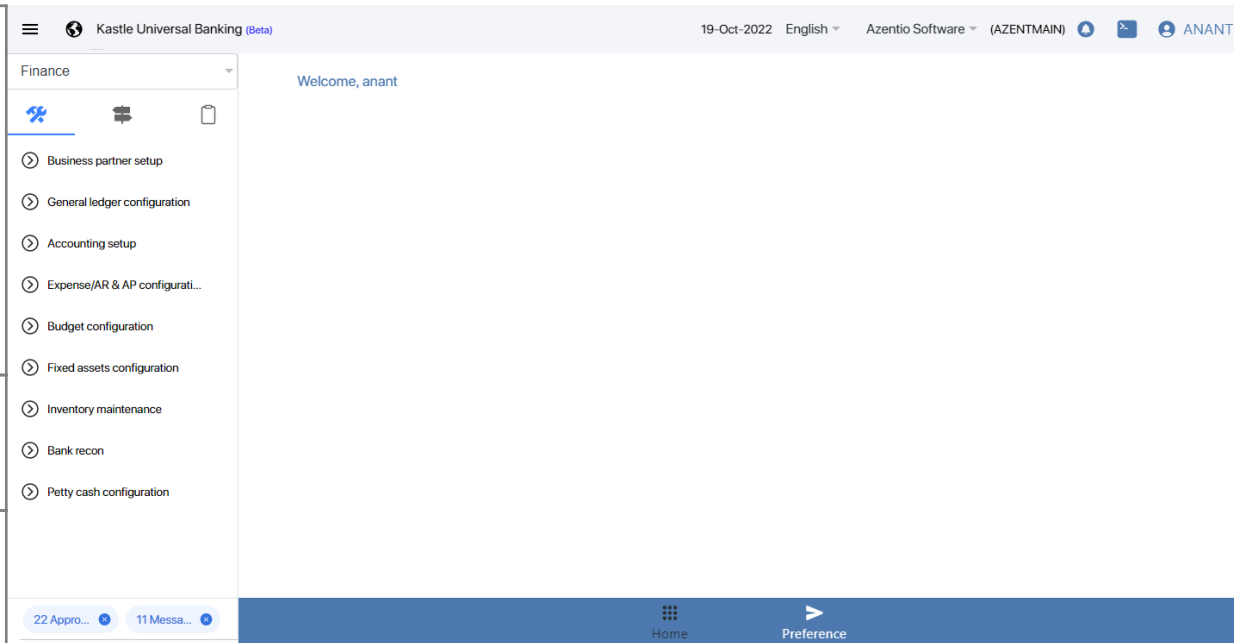 Kastle Universal Banking (Beta)
19-Oct-2022 English Azentio Software (AZENTMAIN) ANANT
Finance
Welcome, anant
Business partner setup
General ledger configuration
Accounting setup
Expense/AR & AP configurati...
Budget configuration
Fixed assets configuration
Inventory maintenance
Bank recon
Petty cash configuration
22 Appro... 11 Messa...
Home Preference